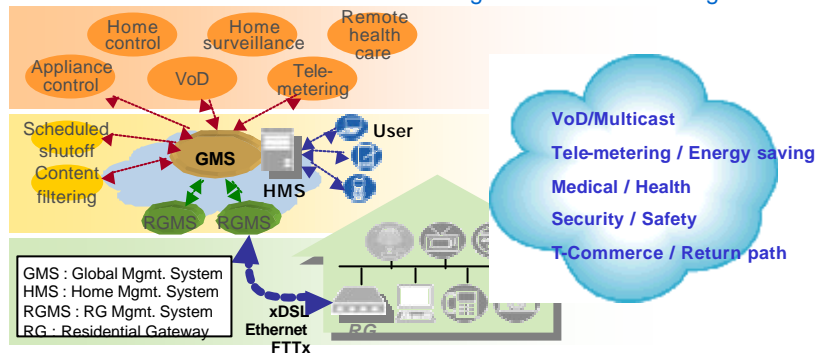 Home
control
Home
surveillance
Remote
health
care
Appliance
control
VoD
Tele-
metering
Scheduled
shutoff
Content
filtering
GMS
HMS
User
RGMS
RGMS
VoD/Multicast
Tele-metering / Energy saving
Medical / Health
Security / Safety
T-Commerce / Return path
GMS : Global Mgmt. System
HMS : Home Mgmt. System
RGMS : RG Mgmt. System
RG : Residential Gateway
xDSL
Ethernet
FTTx
RG